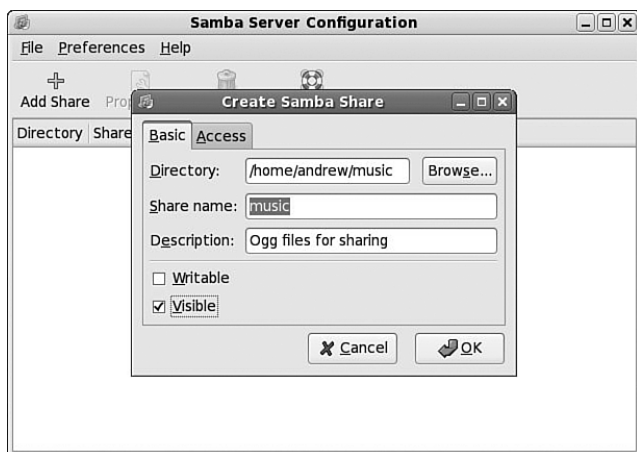 Samba Server Configuration
File Preferences Help
Add Share
Create Samba Share
Directory Share
Basic Access
Directory: /home/andrew/music Browse...
Share name: music
Description: Ogg files for sharing
Writable
Visible
Cancel OK